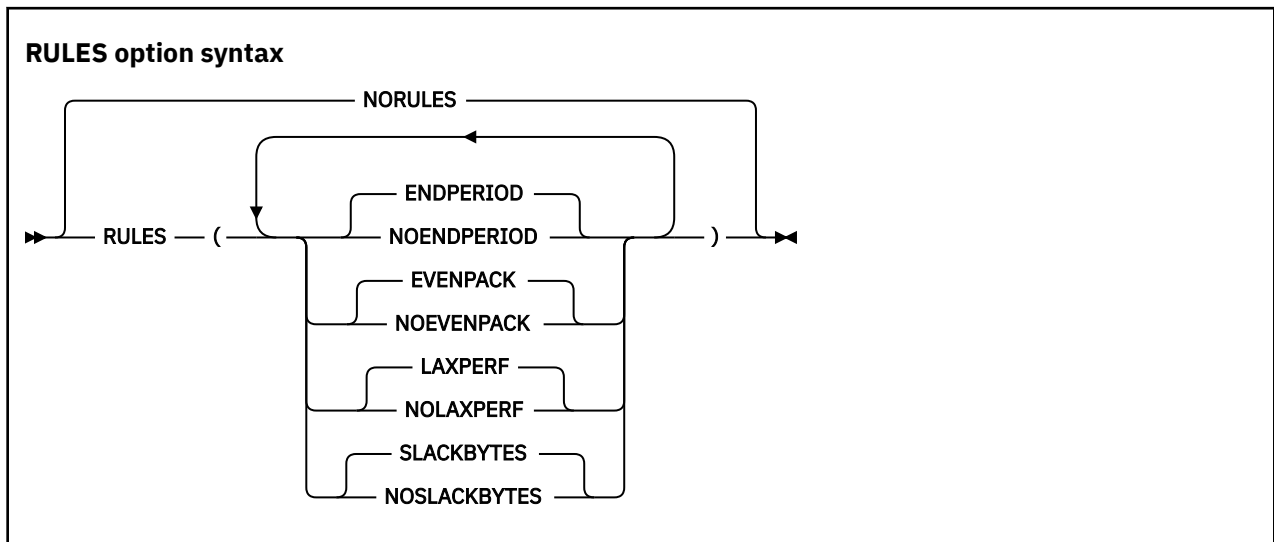 RULES option syntax
NORULES
ENDPERIOD
RULES ( NOENDPERIOD )
EVENPACK
NOEVENPACK
LAXPERF
NOLAXPERF
SLACKBYTES
NOSLACKBYTES